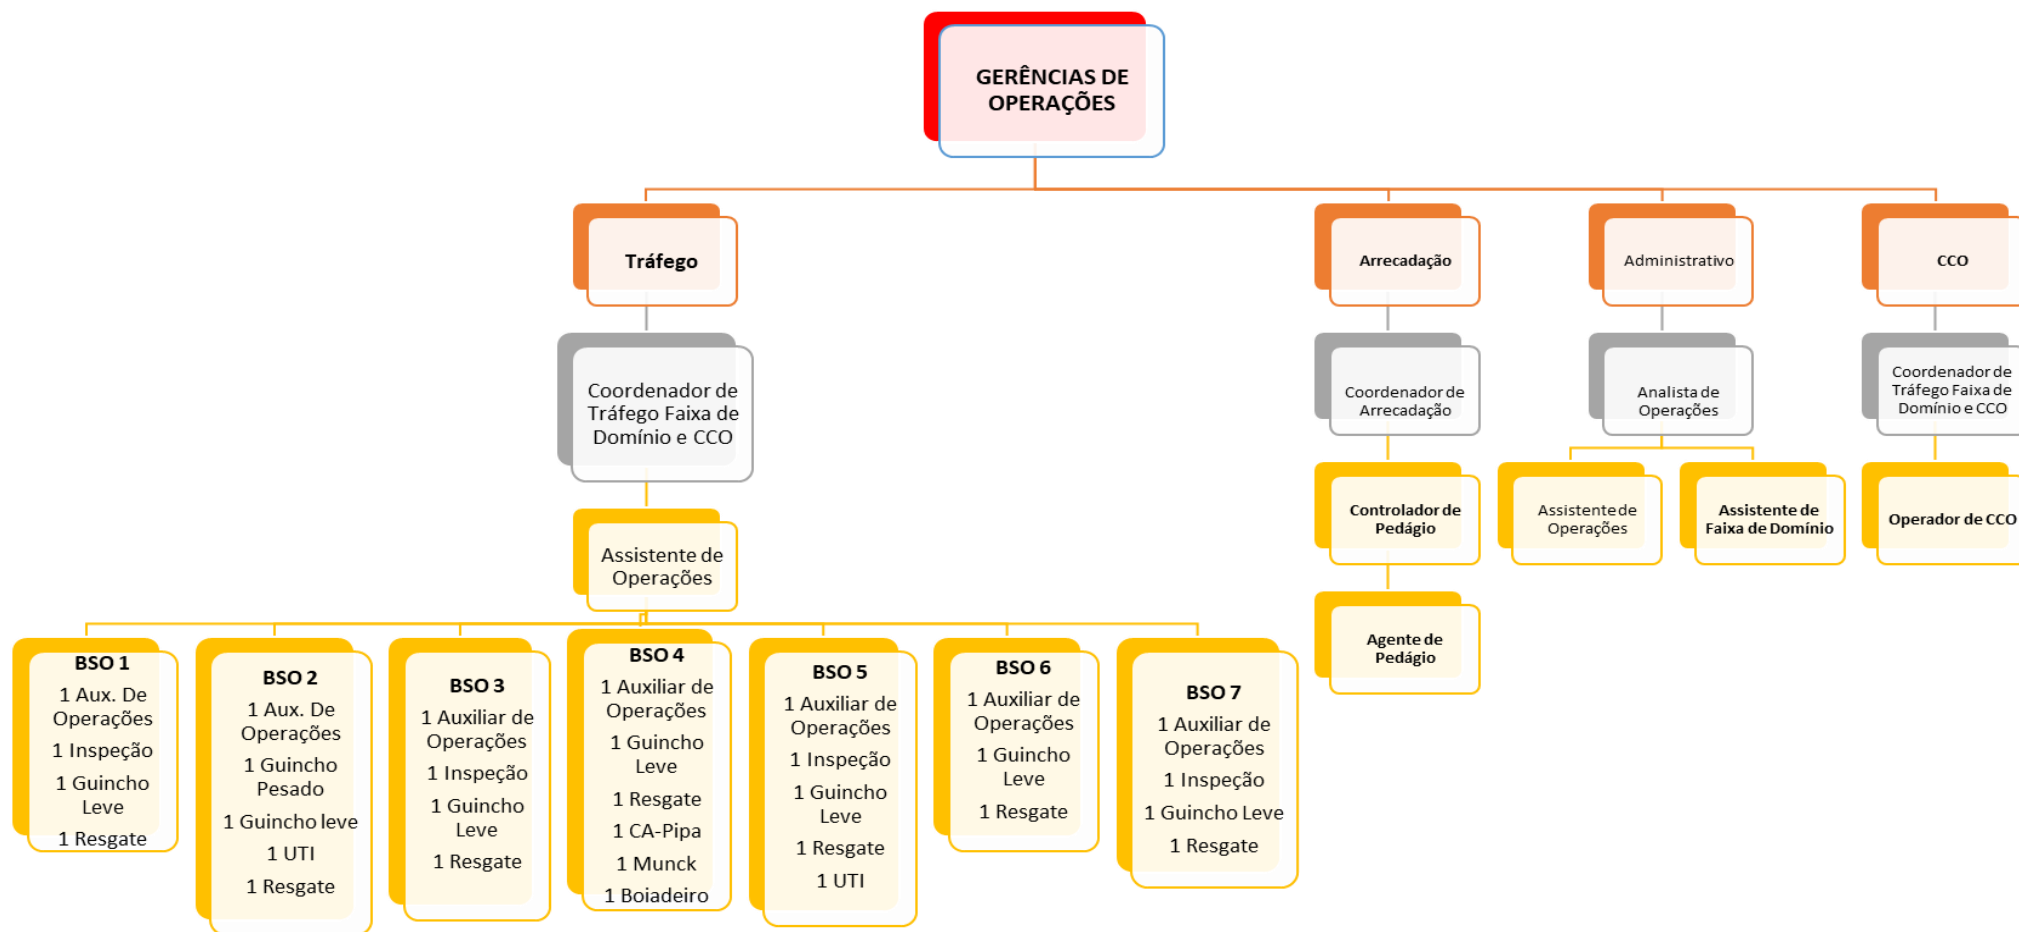 GERÊNCIAS DE
OPERAÇÕES
Tráfego
Arrecadação
Administrativo
CCO
Coordenador de
Tráfego Faixa de
Domínio e CCO
Coordenador de
Arrecadação
Analista de
Operações
Coordenador de
Tráfego Faixa de
Domínio e CCO
Assistente de
Operações
Controlador de
Pedágio
Assistente de
Operações
Assistente de
Faixa de Domínio
Operador de CCO
Agente de
Pedágio
BSO 1
1 Aux. De
Operações
1 Inspeção
1 Guincho
Leve
1 Resgate
BSO 2
1 Aux. De
Operações
1 Guincho
Pesado
1 Guincho leve
1 UTI
1 Resgate
BSO 3
1 Auxiliar de
Operações
1 Inspeção
1 Guincho
Leve
1 Resgate
BSO 4
1 Auxiliar de
Operações
1 Guincho
Leve
1 Resgate
1 CA-Pipa
1 Munck
1 Boiadeiro
BSO 5
1 Auxiliar de
Operações
1 Inspeção
1 Guincho
Leve
1 Resgate
1 UTI
BSO 6
1 Auxiliar de
Operações
1 Guincho
Leve
1 Resgate
BSO 7
1 Auxiliar de
Operações
1 Inspeção
1 Guincho Leve
1 Resgate